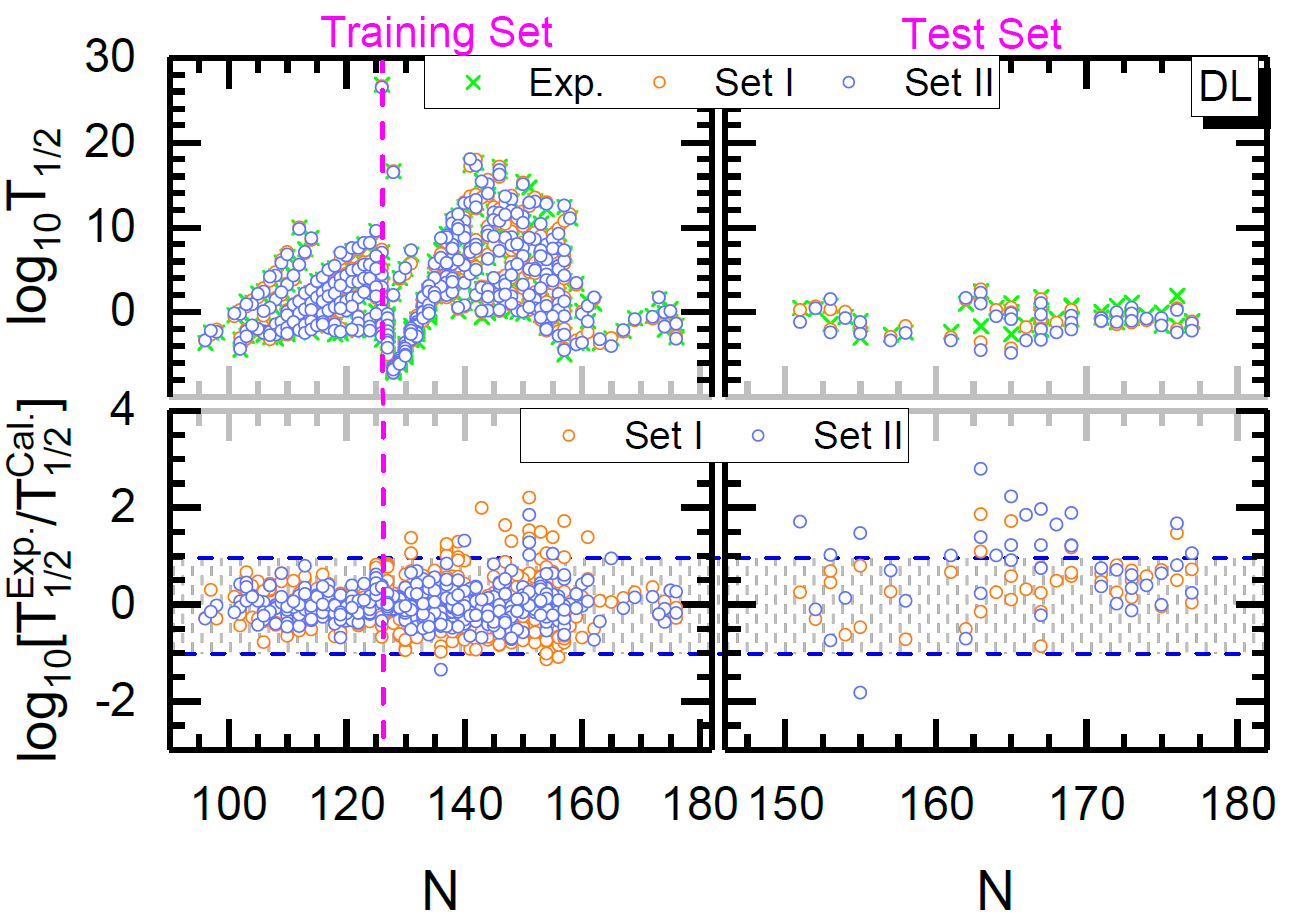 Training Set
Test Set
Exp. Set I Set II
DL
30
20
10
0
log10T1/2
Set I Set II
4
2
0
-2
log10[T1/2Exp./T1/2Cal.]
100 120 140 160 180 150 160 170 180
N N